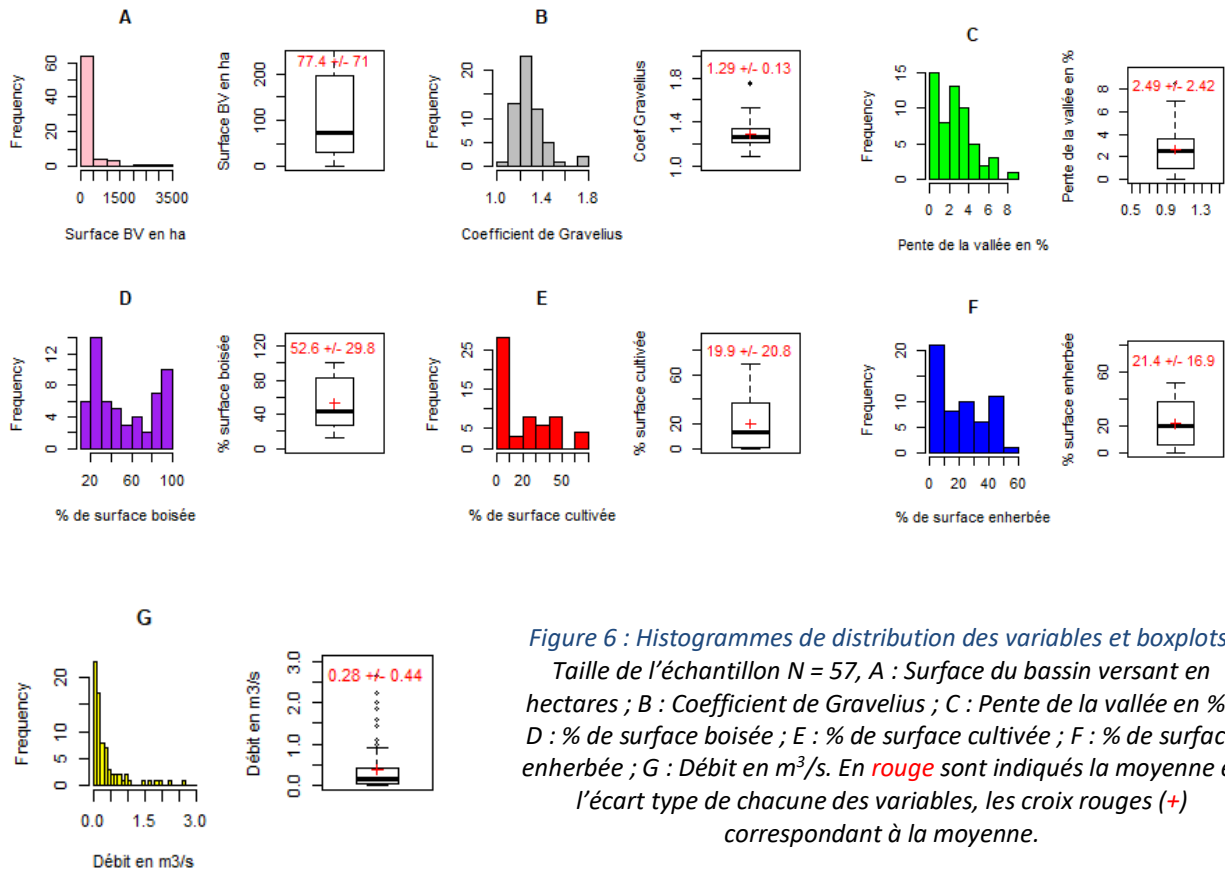 A
Frequency
60
40
20
0
0 1500 3500
Surface BV en ha
Surface BV en ha
200
100
0
77.4 +/- 71
B
Frequency
20
10
5
0
1.0 1.4 1.8
Coefficient de Gravelius
Coef Gravelius
1.8
1.4
1.0
1.29 +/- 0.13
C
Frequency
15
10
5
0
0 2 4 6 8
Pente de la vallée en %
Pente de la vallée en %
8
6
4
2
0
2.49 +/- 2.42
0.5 0.9 1.3
D
Frequency
14
8
4
0
20 60 100
% de surface boisée
% surface boisée
120
80
40
0
52.6 +/- 29.8
E
Frequency
25
15
5
0
0 20 50
% de surface cultivée
% surface cultivée
60
20
0
19.9 +/- 20.8
F
Frequency
20
15
10
5
0
0 20 40 60
% de surface enherbée
% surface enherbée
60
20
0
21.4 +/- 16.9
G
Frequency
20
10
5
0
0.0 1.5 3.0
Débit en m3/s
Débit en m3/s
3.0
2.0
1.0
0.0
0.28 +/- 0.44
Figure 6 : Histogrammes de distribution des variables et boxplots
Taille de l'échantillon N = 57, A : Surface du bassin versant en
hectares ; B : Coefficient de Gravelius ; C : Pente de la vallée en %
D : % de surface boisée ; E : % de surface cultivée ; F : % de surfac
enherbée ; G : Débit en m³/s. En rouge sont indiqués la moyenne e
l'écart type de chacune des variables, les croix rouges (+)
correspondant à la moyenne.